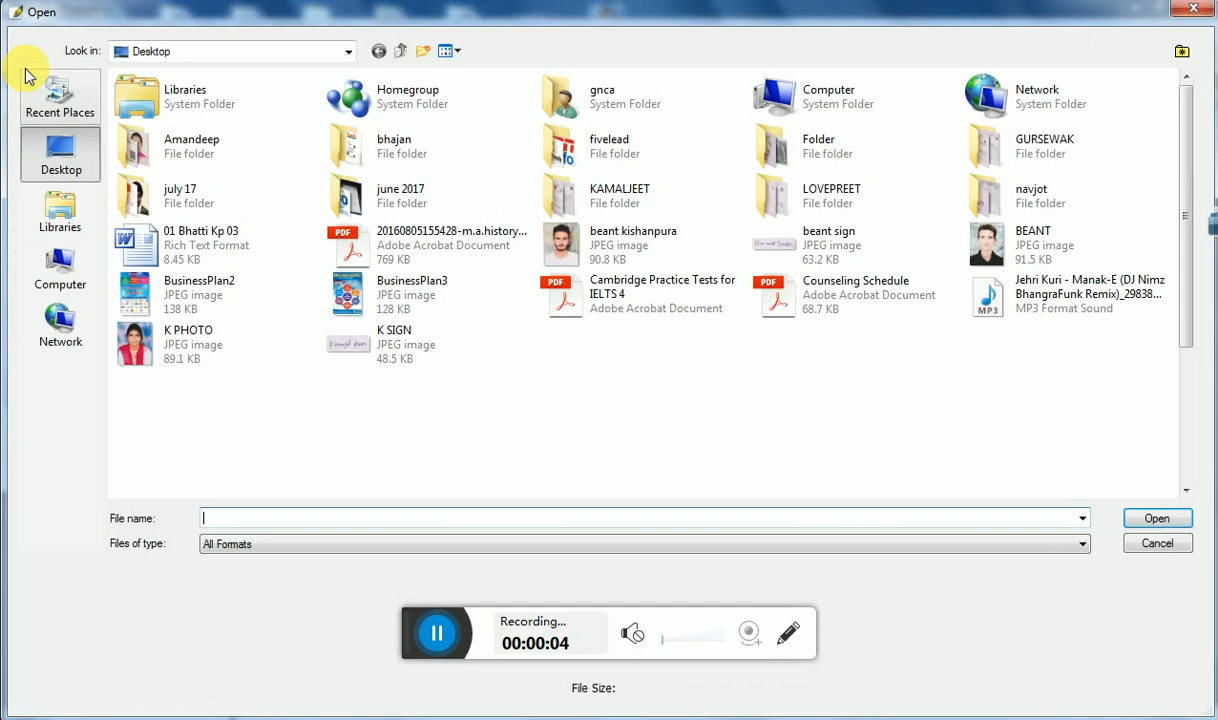 Open
Look in:
Desktop
Recent Places
Desktop
Libraries
Computer
Network
Libraries
System Folder
Homegroup
System Folder
gnca
System Folder
Computer
System Folder
Network
System Folder
Amandeep
File folder
bhajan
File folder
fivelead
File folder
Folder
File folder
GURSEWAK
File folder
july 17
File folder
june 2017
File folder
KAMALJEET
File folder
LOVEPREET
File folder
navjot
File folder
01 Bhatti Kp 03
Rich Text Format
8.45 KB
PDF
20160805155428-m.a.history...
Adobe Acrobat Document
769 KB
beant kishanpura
JPEG image
90.8 KB
beant sign
JPEG image
63.2 KB
BEANT
JPEG image
91.5 KB
BusinessPlan2
JPEG image
138 KB
BusinessPlan3
JPEG image
128 KB
PDF
Cambridge Practice Tests for
IELTS 4
Adobe Acrobat Document
PDF
Counseling Schedule
Adobe Acrobat Document
68.7 KB
MP3
Jehri Kuri - Manak-E (DJ Nimz
BhangraFunk Remix)_29838...
MP3 Format Sound
K PHOTO
JPEG image
89.1 KB
K SIGN
JPEG image
48.5 KB
File name:
Open
Files of type:
All Formats
Cancel
Recording...
00:00:04
File Size: